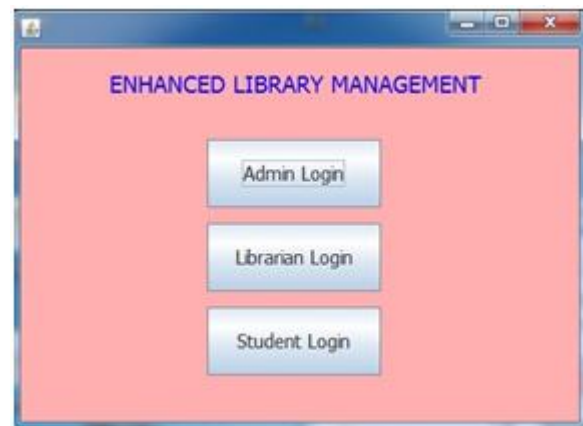 ENHANCED LIBRARY MANAGEMENT
Admin Login
Librarian Login
Student Login